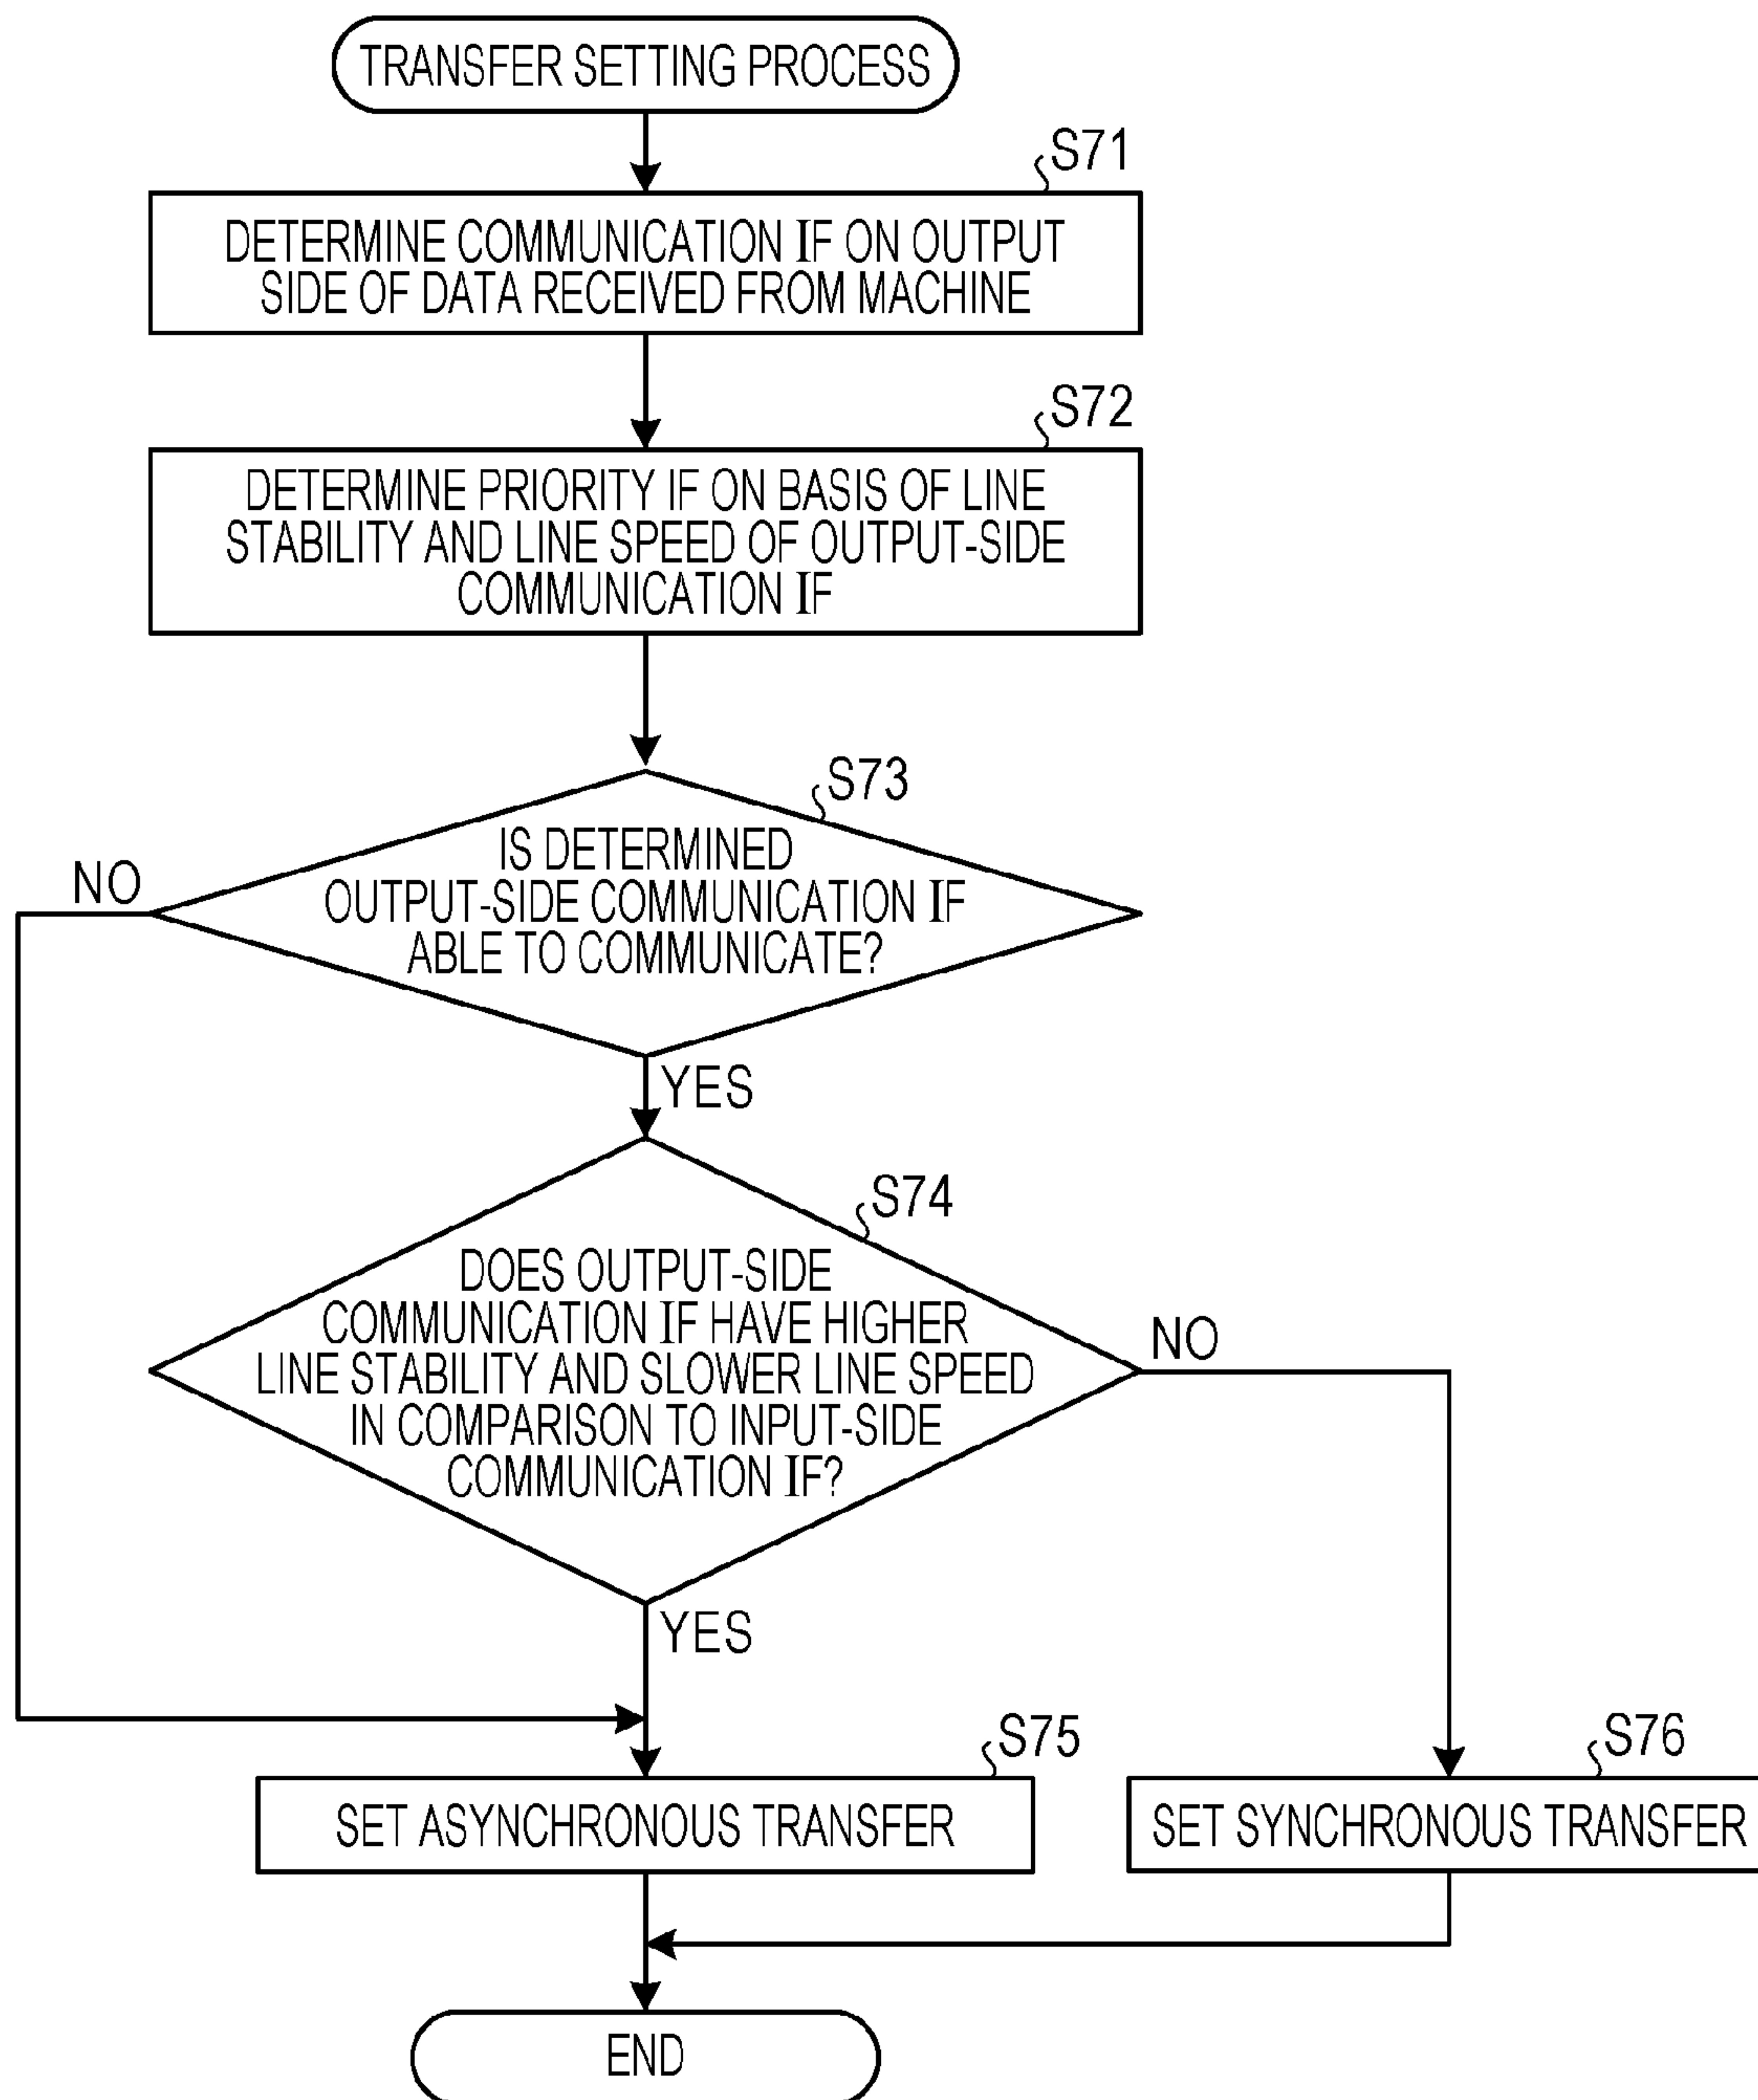 TRANSFER SETTING PROCESS
S71
DETERMINE COMMUNICATION IF ON OUTPUT
SIDE OF DATA RECEIVED FROM MACHINE
S72
DETERMINE PRIORITY IF ON BASIS OF LINE
STABILITY AND LINE SPEED OF OUTPUT-SIDE
COMMUNICATION IF
S73
IS DETERMINED
OUTPUT-SIDE COMMUNICATION IF
ABLE TO COMMUNICATE?
NO
YES
S74
DOES OUTPUT-SIDE
COMMUNICATION IF HAVE HIGHER
LINE STABILITY AND SLOWER LINE SPEED
IN COMPARISON TO INPUT-SIDE
COMMUNICATION IF?
NO
YES
S75
SET ASYNCHRONOUS TRANSFER
S76
SET SYNCHRONOUS TRANSFER
END